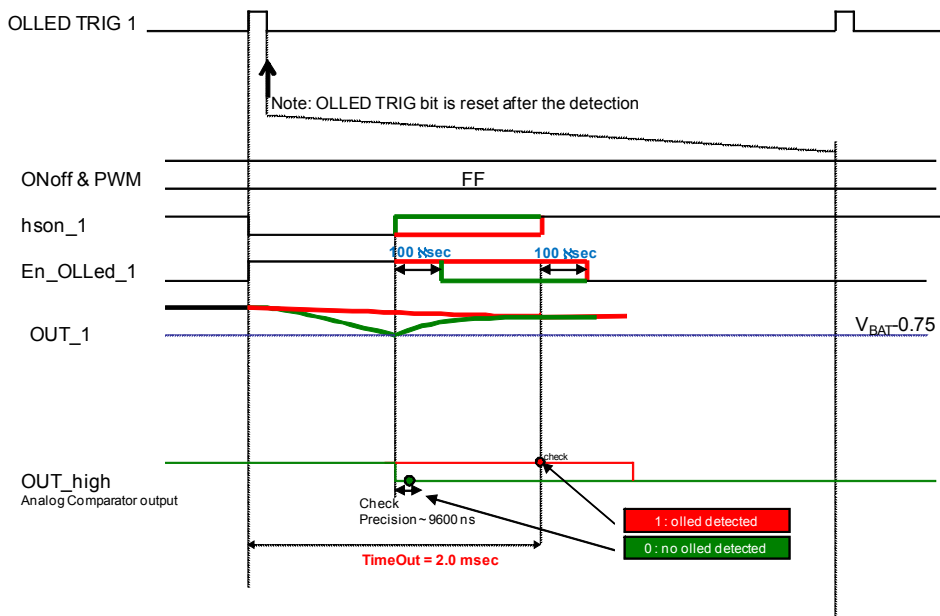 OLLED TRIG 1
Note: OLLED TRIG bit is reset after the detection
ONoff & PWM
FF
hson_1
100 sec
100 sec
En_OLLed_1
OUT_1
VBAT-0.75
check
OUT_high
Analog Comparator output
Check
Precision ~ 9600 ns
1 : olled detected
0 : no olled detected
TimeOut = 2.0 msec